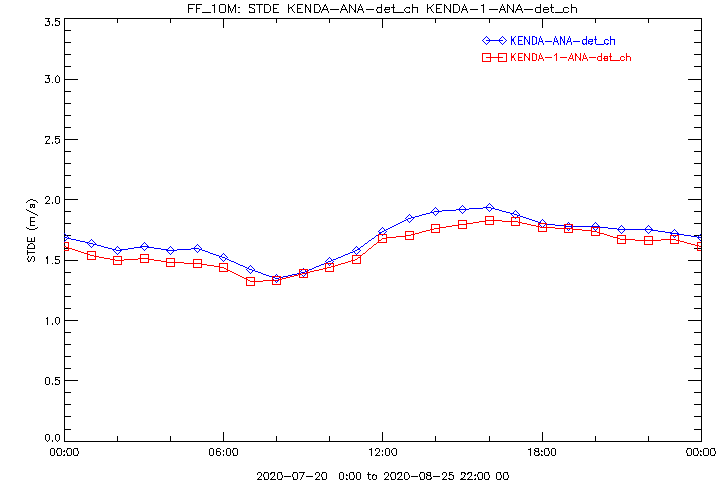 FF_10M: STDE KENDA-ANA-det_ch KENDA-1-ANA-det_ch
KENDA-ANA-det_ch
KENDA-1-ANA-det_ch
3.5
3.0
2.5
2.0
1.5
1.0
0.5
0.0
STDE (m/s)
00:00 06:00 12:00 18:00 00:00
2020-07-20 0:00 to 2020-08-25 22:00 00